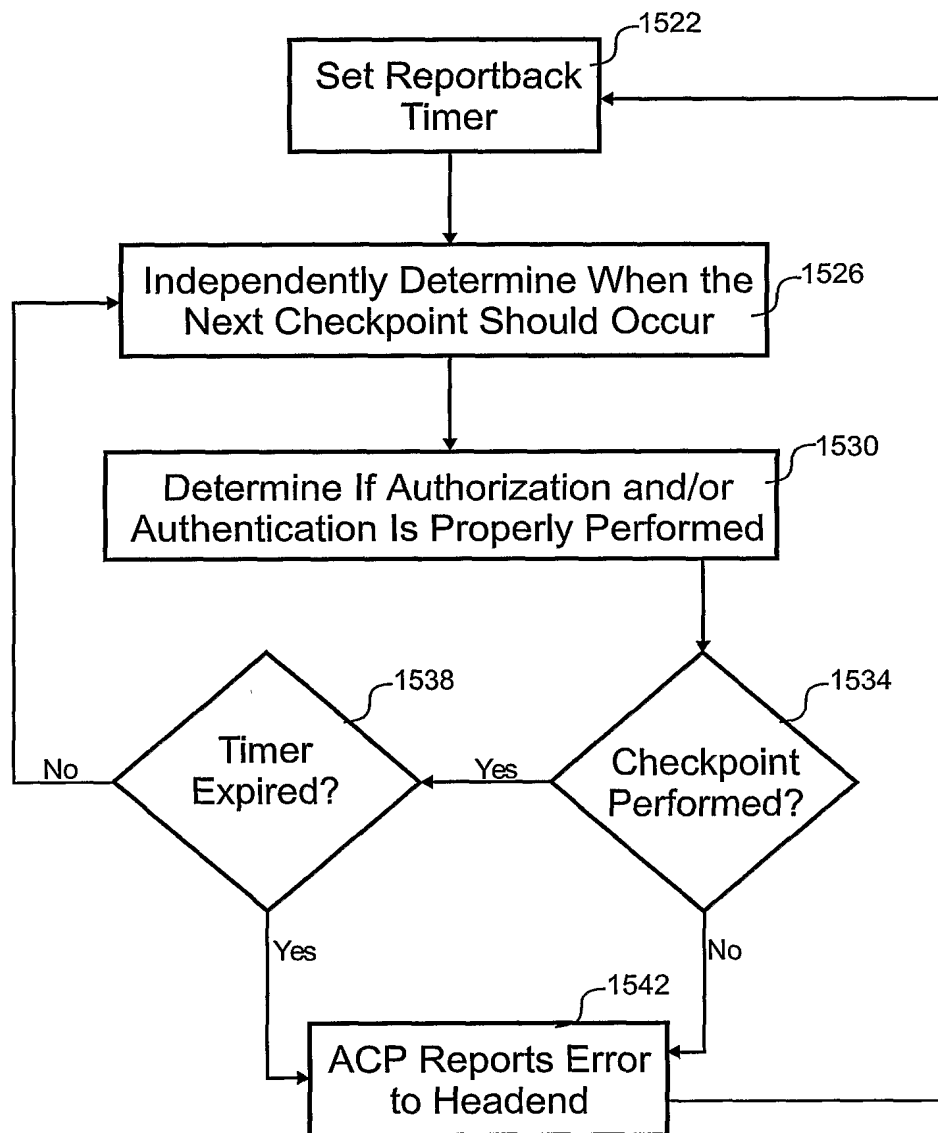 1522
Set Reportback
Timer
1526
Independently Determine When the
Next Checkpoint Should Occur
1530
Determine If Authorization and/or
Authentication Is Properly Performed
1538
1534
Timer
Expired?
Checkpoint
Performed?
No
Yes
Yes
No
1542
ACP Reports Error
to Headend